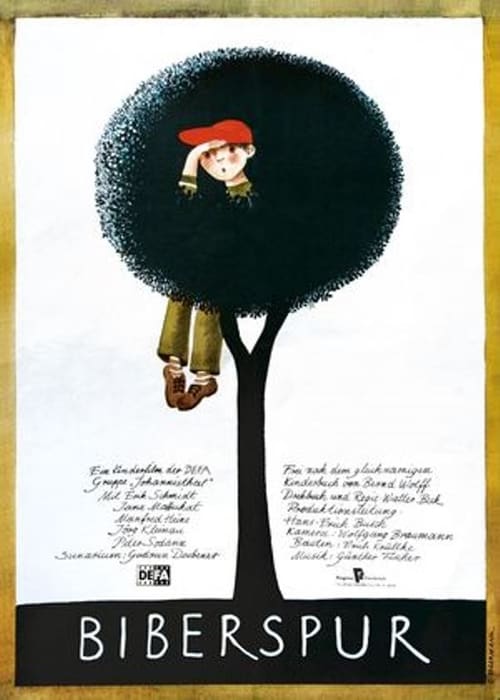 Ein Kinderfilm der DEFA
Gruppe „Johannisthal"
Mit Erik Schmidt
Jana Mattukat
Manfred Heine
Jörg Kleinau
Peter Sodann
Szenarium: Gudrun Deubener
DEFA
Frei nach dem gleichnamigen
Kinderbuch von Bernd Wolff
Drehbuch und Regie Walter Beck
Produktionsleitung:
Hans-Erich Busch
Kamera: Wolfgang Braumann
Bauten: Erich Krüllke
Musik: Günther Fischer
Progress
BIBERSPUR